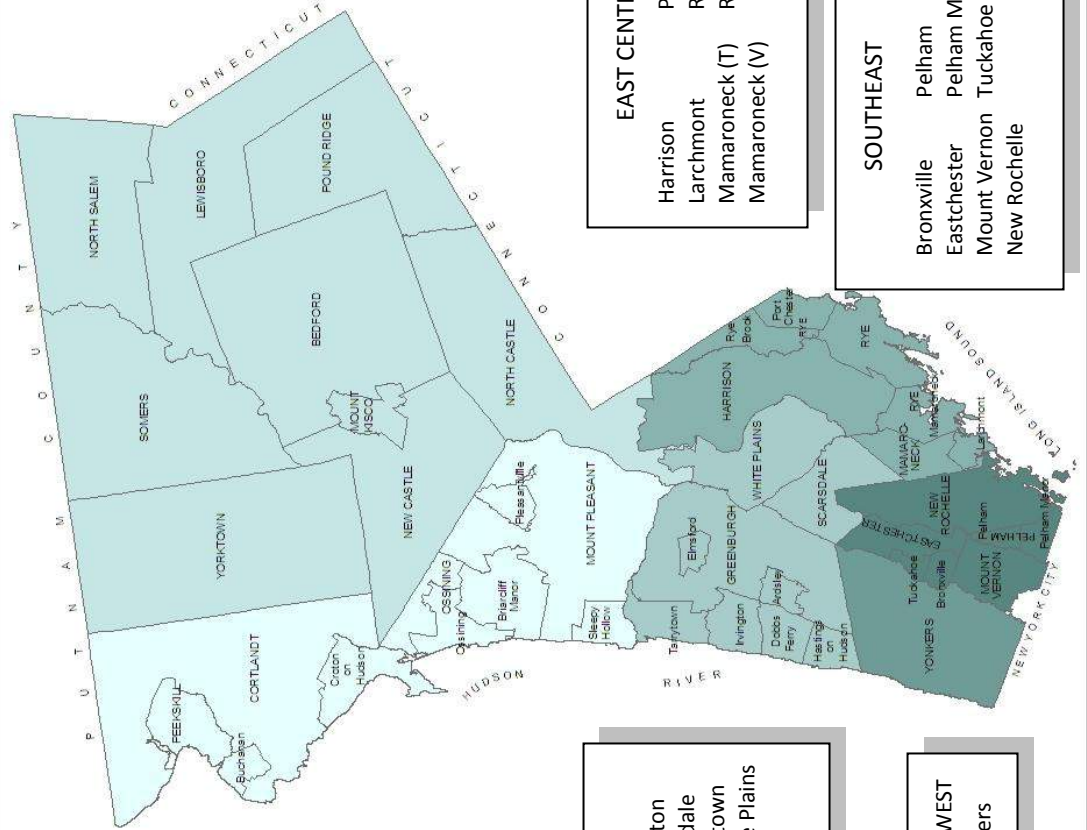 PUTNAM COUNTY
CONNECTICUT
CONNECTICUT
NORTH SALEM
SOMERS
LEWISBORO
YORKTOWN
POUND RIDGE
BEDFORD
CORTLANDT
PEEKSKILL
Buchanan
Croton
on
Hudson
MOUNT
KISCO
NEW CASTLE
NORTH CASTLE
OSSINING
Ossining
Briarcliff
Manor
Pleasantville
MOUNT PLEASANT
Sleepy
Hollow
HUDSON
RIVER
Tarrytown
Elmsford
GREENBURGH
Irvington
Dobbs
Ferry
Ardsley
Hastings
on
Hudson
WHITE PLAINS
SCARSDALE
HARRISON
Rye
Brook
Port
Chester
RYE
RYE
RYE
Mamaroneck
MAMARO-
NECK
Larchmont
LONG ISLAND SOUND
YONKERS
Tuckahoe
EASTCHESTER
Bronxville
NEW
ROCHELLE
MOUNT
VERNON
Pelham
PELHAM
Pelham Manor
NEW YORK CITY
EAST CENT
Harrison P
Larchmont R
Mamaroneck (T) R
Mamaroneck (V)
SOUTHEAST
Bronxville Pelham
Eastchester Pelham M
Mount Vernon Tuckahoe
New Rochelle
ton
dale
town
e Plains
WEST
ers